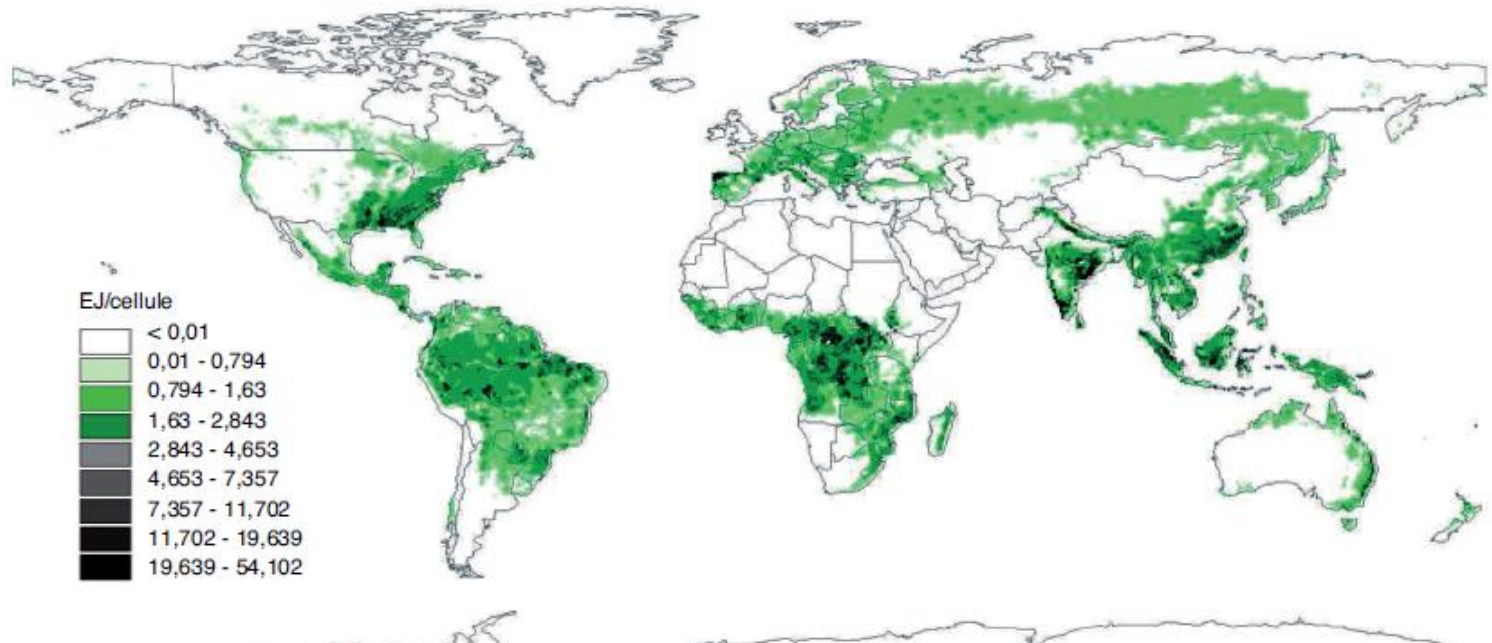 EJ/cellule
< 0,01
0,01 - 0,794
0,794 - 1,63
1,63 - 2,843
2,843 - 4,653
4,653 - 7,357
7,357 - 11,702
11,702 - 19,639
19,639 - 54,102